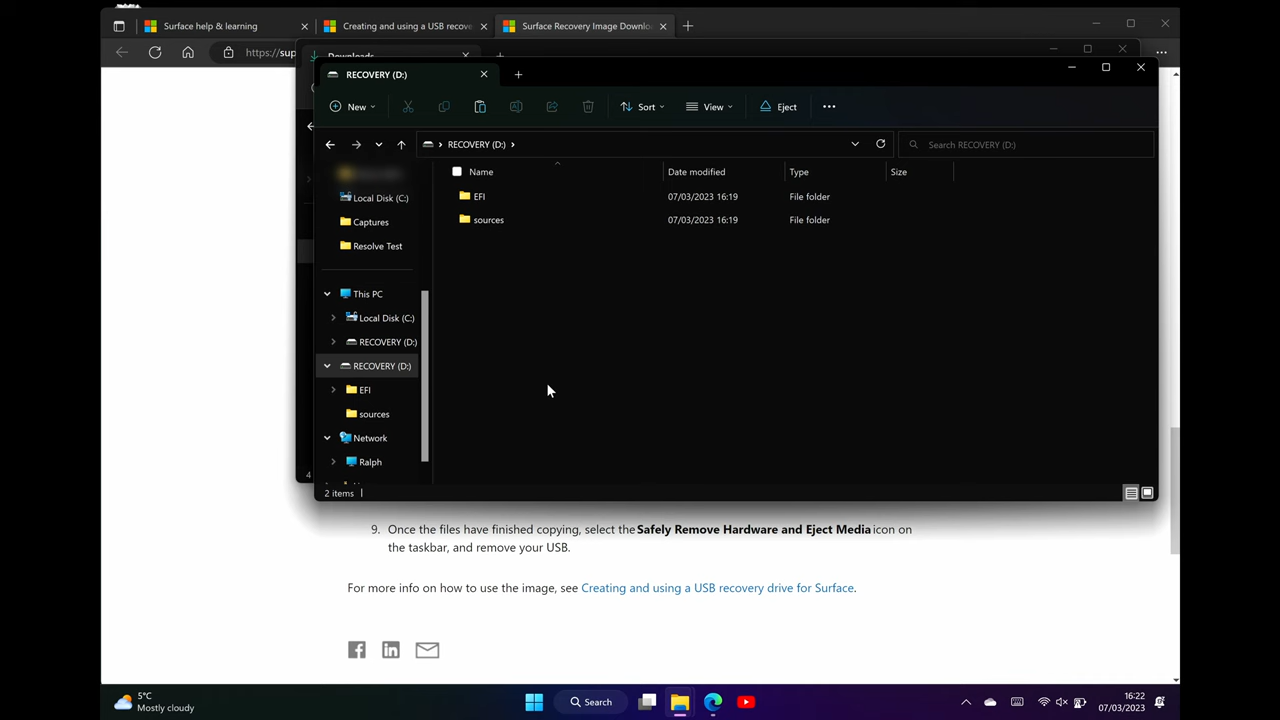 Surface help & learning
Creating and using a USB recove
Surface Recovery Image Downlo
https://sup
Downloads
RECOVERY (D:)
New
Sort
View
Eject
RECOVERY (D:)
Search RECOVERY (D:)
Name
Date modified
Type
Size
Local Disk (C:)
EFI
07/03/2023 16:19
File folder
Captures
sources
07/03/2023 16:19
File folder
Resolve Test
This PC
Local Disk (C:)
RECOVERY (D:)
RECOVERY (D:)
EFI
sources
Network
Ralph
4
2 items
9. Once the files have finished copying, select the Safely Remove Hardware and Eject Media icon on
the taskbar, and remove your USB.
For more info on how to use the image, see Creating and using a USB recovery drive for Surface.
5°C
Mostly cloudy
Search
16:22
07/03/2023